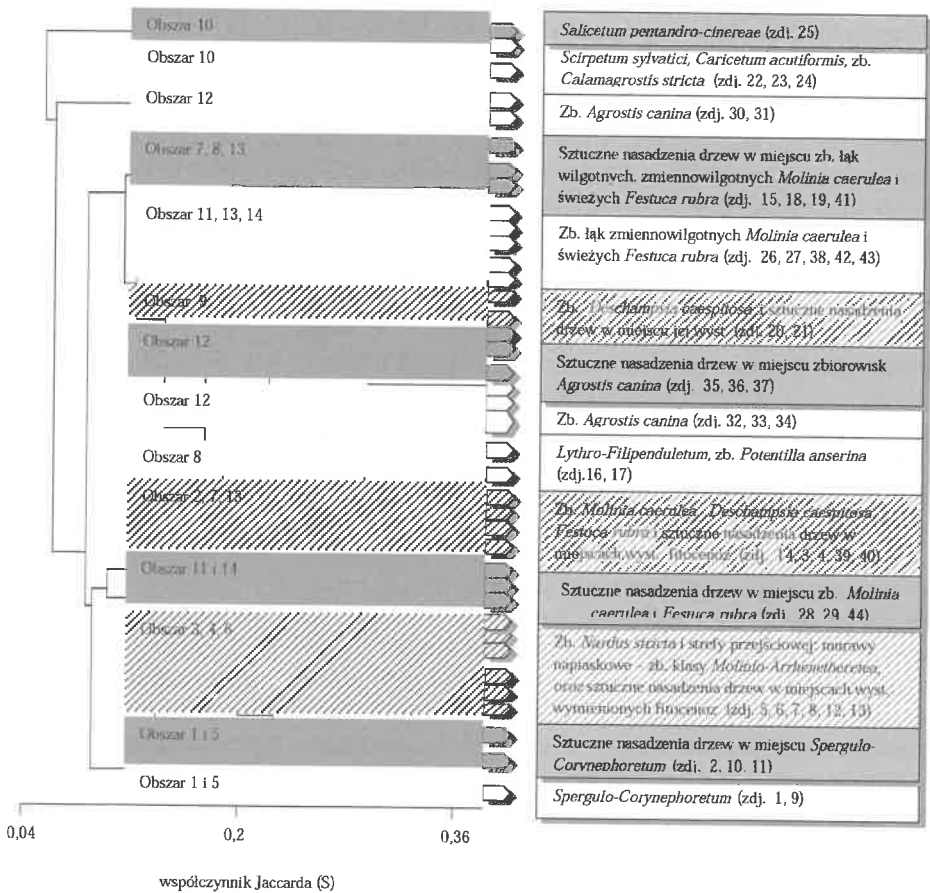 Obszar 10
Obszar 10
Obszar 12
Obszar 7, 8, 13
Obszar 11, 13, 14
Obszar 9
Obszar 12
Obszar 12
Obszar 8
Obszar 2, 7, 13
Obszar 11 i 14
Obszar 3, 4, 6
Obszar 1 i 5
Obszar 1 i 5
Salicetum pentandro-cinereae (zdj. 25)
Scirpetum sylvatici, Caricetum acutiformis, zb.
Calamagrostis stricta (zdj. 22, 23, 24)
Zb. Agrostis canina (zdj. 30, 31)
Sztuczne nasadzenia drzew w miejscu zb. łąk
wilgotnych. zmiennowilgotnych Molinia caerulea i
świeżych Festuca rubra (zdj. 15, 18, 19, 41)
Zb. łąk zmiennowilgotnych Molinia caerulea i
świeżych Festuca rubra (zdj. 26, 27, 38, 42, 43)
Zb. Deschampsia caespitosa i sztuczne nasadzenia
drzew w miejscu jej wyst. (zdj. 20, 21)
Sztuczne nasadzenia drzew w miejscu zbiorowisk
Agrostis canina (zdj. 35, 36, 37)
Zb. Agrostis canina (zdj. 32, 33, 34)
Lythro-Filipenduletum, zb. Potentilla anserina
(zdj.16, 17)
Zb. Molinia caerulea, Deschampsia caespitosa
Festuca rubra i sztuczne nasadzenia drzew w
miejscach wyst. fitocenoz (zdj. 14, 3, 4, 39, 40)
Sztuczne nasadzenia drzew w miejscu zb. Molinia
caerulea i Festuca rubra (zdj. 28, 29, 44)
Zb. Nardus stricta i strefy przejściowej: murawy
napiaskowe – zb. klasy Molinio-Arrhenetheretea,
oraz sztuczne nasadzenia drzew w miejscach wyst.
wymienionych fitocenoz (zdj. 5, 6, 7, 8, 12, 13)
Sztuczne nasadzenia drzew w miejscu Spergulo-
Corynephoretum (zdj. 2, 10. 11)
Spergulo-Corynephoretum (zdj. 1, 9)
0,04 0,2 0,36
współczynnik Jaccarda (S)